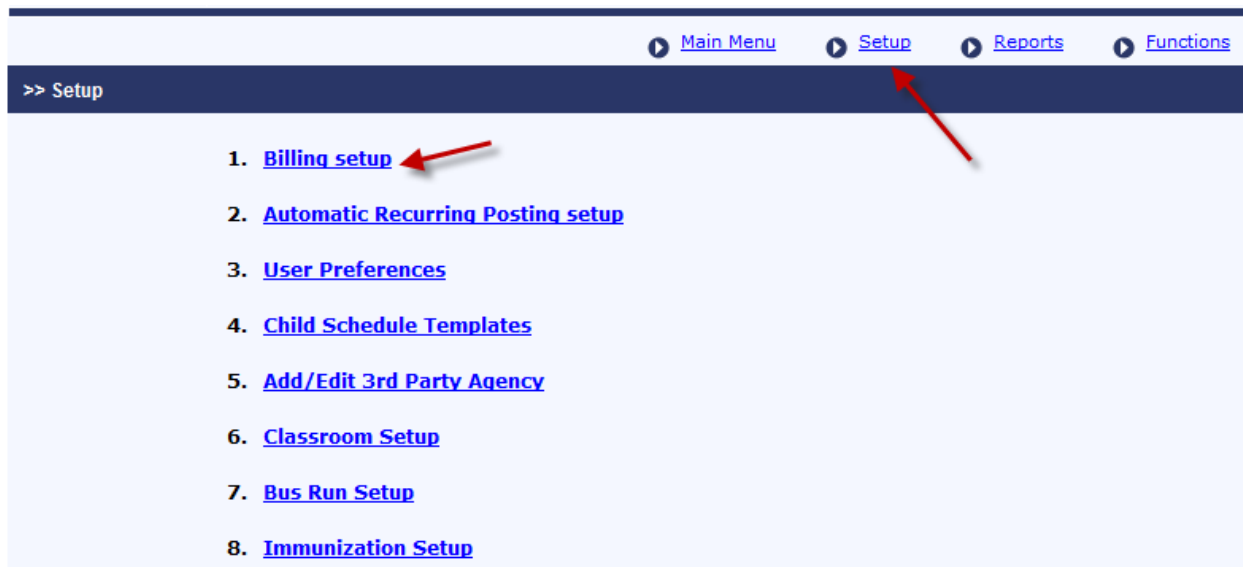 Main Menu Setup Reports Functions
>> Setup
1. Billing setup
2. Automatic Recurring Posting setup
3. User Preferences
4. Child Schedule Templates
5. Add/Edit 3rd Party Agency
6. Classroom Setup
7. Bus Run Setup
8. Immunization Setup